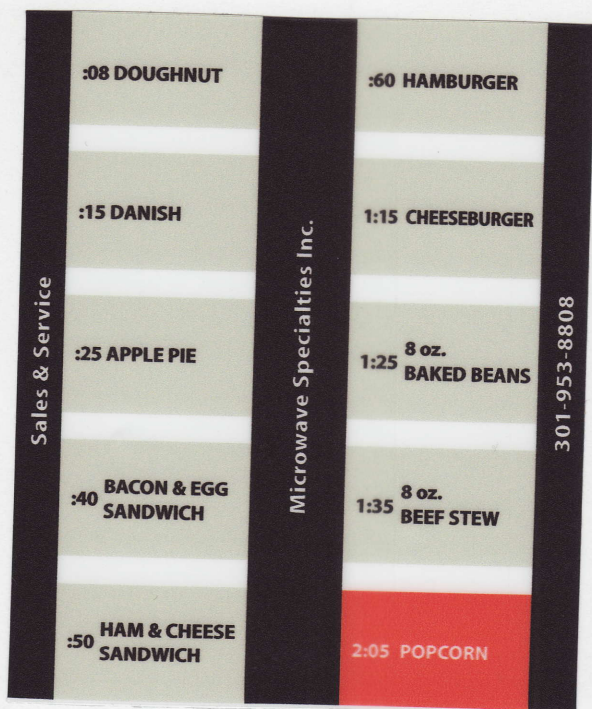 Sales & Service
:08 DOUGHNUT
:15 DANISH
:25 APPLE PIE
:40 BACON & EGG
SANDWICH
:50 HAM & CHEESE
SANDWICH
Microwave Specialties Inc.
:60 HAMBURGER
1:15 CHEESEBURGER
1:25 8 oz.
BAKED BEANS
1:35 8 oz.
BEEF STEW
2:05 POPCORN
301-953-8808